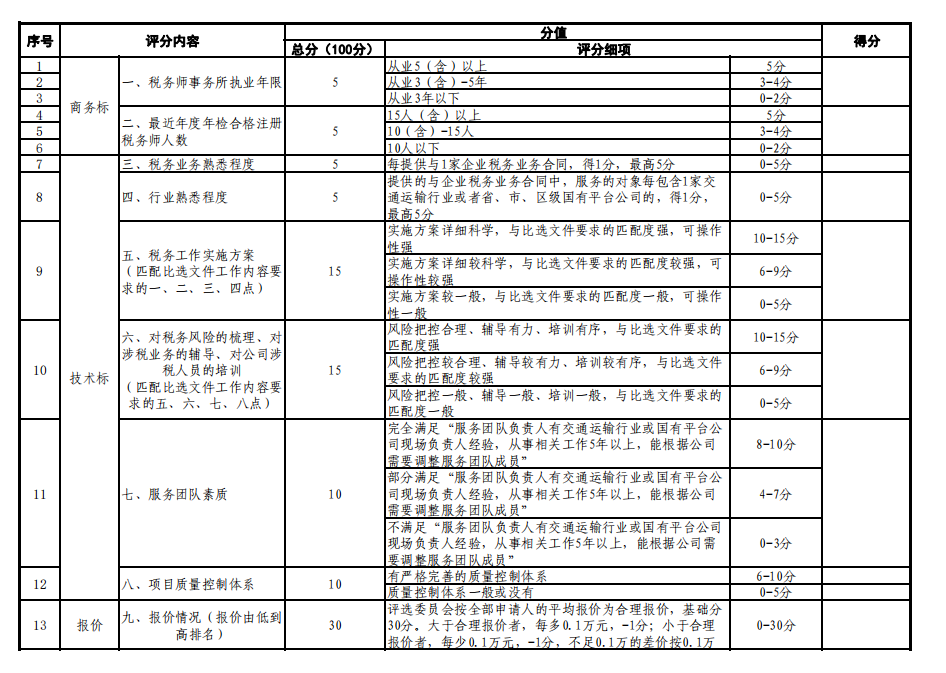 序号
评分内容
分值
得分
总分（100分）
评分细项
1
商务标
一、税务师事务所执业年限
5
从业5（含）以上
5分
2
从业3（含）-5年
3-4分
3
从业3年以下
0-2分
4
二、最近年度年检合格注册
税务师人数
5
15人（含）以上
5分
5
10（含）-15人
3-4分
6
10人以下
0-2分
7
技术标
三、税务业务熟悉程度
5
每提供与1家企业税务业务合同，得1分，最高5分
0-5分
8
四、行业熟悉程度
5
提供的与企业税务业务合同中，服务的对象每包含1家交
通运输行业或者省、市、区级国有平台公司的，得1分，
最高5分
0-5分
9
五、税务工作实施方案
（匹配比选文件工作内容要
求的一、二、三、四点）
15
实施方案详细科学，与比选文件要求的匹配度强，可操作
性强
10-15分
实施方案详细较科学，与比选文件要求的匹配度较强，可
操作性较强
6-9分
实施方案较一般，与比选文件要求的匹配度一般，可操作
性一般
0-5分
10
六、对税务风险的梳理、对
涉税业务的辅导、对公司涉
税人员的培训
（匹配比选文件工作内容要
求的五、六、七、八点）
15
风险把控合理、辅导有力、培训有序，与比选文件要求的
匹配度强
10-15分
风险把控较合理、辅导较有力、培训较有序，与比选文件
要求的匹配度较强
6-9分
风险把控一般、辅导一般、培训一般，与比选文件要求的
匹配度一般
0-5分
11
七、服务团队素质
10
完全满足“服务团队负责人有交通运输行业或国有平台公
司现场负责人经验，从事相关工作5年以上，能根据公司
需要调整服务团队成员”
8-10分
部分满足“服务团队负责人有交通运输行业或国有平台公
司现场负责人经验，从事相关工作5年以上，能根据公司
需要调整服务团队成员”
4-7分
不满足“服务团队负责人有交通运输行业或国有平台公司
现场负责人经验，从事相关工作5年以上，能根据公司需
要调整服务团队成员”
0-3分
12
八、项目质量控制体系
10
有严格完善的质量控制体系
6-10分
质量控制体系一般或没有
0-5分
13
报价
九、报价情况（报价由低到
高排名）
30
评选委员会按全部申请人的平均报价为合理报价，基础分
30分。大于合理报价者，每多0.1万元，-1分；小于合理
报价者，每少0.1万元，-1分，不足0.1万的差价按0.1万
0-30分